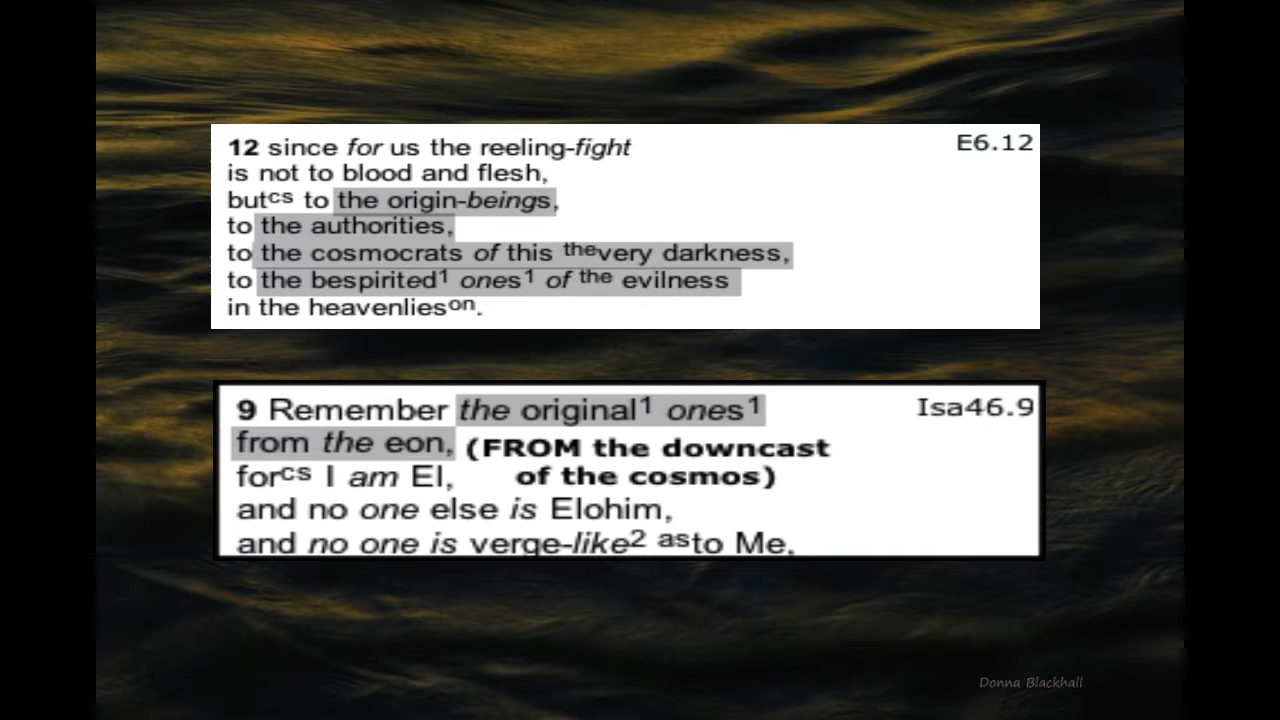 12 since for us the reeling-fight E6.12
is not to blood and flesh,
butcs to the origin-beings,
to the authorities,
to the cosmocrats of this thevery darkness,
to the bespirited¹ ones¹ of the evilness
in the heavenlieson.
9 Remember the original¹ ones¹ Isa46.9
from the eon, (FROM the downcast
forcs I am El, of the cosmos)
and no one else is Elohim,
and no one is verge-like² asto Me,
Donna Blackhall